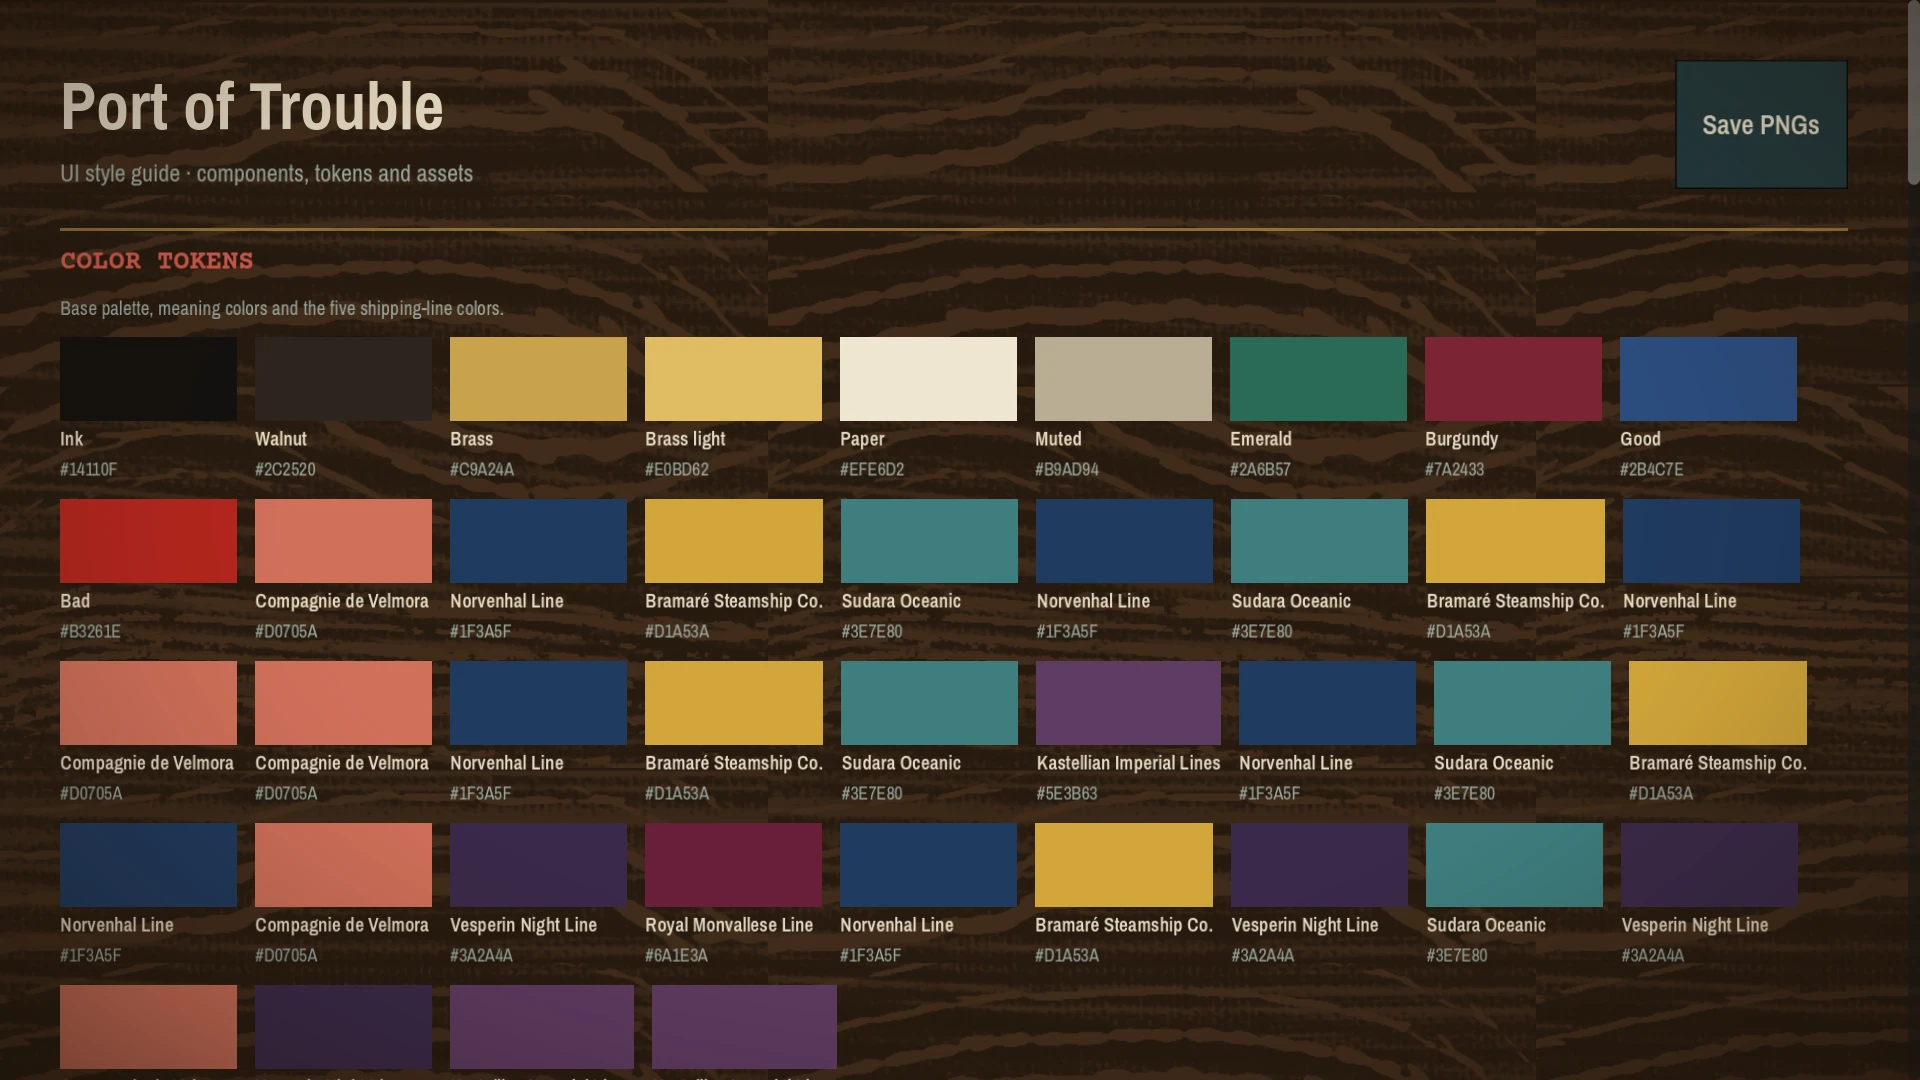 Port of Trouble
Save PNGs
UI style guide · components, tokens and assets
COLOR TOKENS
Base palette, meaning colors and the five shipping-line colors.
Ink Walnut Brass Brass light Paper Muted Emerald Burgundy Good
#14110F #2C2520 #C9A24A #E0BD62 #EFE6D2 #B9AD94 #2A6B57 #7A2433 #2B4C7E
Bad Compagnie de Velmora Norvenhal Line Bramaré Steamship Co. Sudara Oceanic Norvenhal Line Sudara Oceanic Bramaré Steamship Co. Norvenhal Line
#B3261E #D0705A #1F3A5F #D1A53A #3E7E80 #1F3A5F #3E7E80 #D1A53A #1F3A5F
Compagnie de Velmora Compagnie de Velmora Norvenhal Line Bramaré Steamship Co. Sudara Oceanic Kastellian Imperial Lines Norvenhal Line Sudara Oceanic Bramaré Steamship Co.
#D0705A #D0705A #1F3A5F #D1A53A #3E7E80 #5E3B63 #1F3A5F #3E7E80 #D1A53A
Norvenhal Line Compagnie de Velmora Vesperin Night Line Royal Monvallese Line Norvenhal Line Bramaré Steamship Co. Vesperin Night Line Sudara Oceanic Vesperin Night Line
#1F3A5F #D0705A #3A2A4A #6A1E3A #1F3A5F #D1A53A #3A2A4A #3E7E80 #3A2A4A